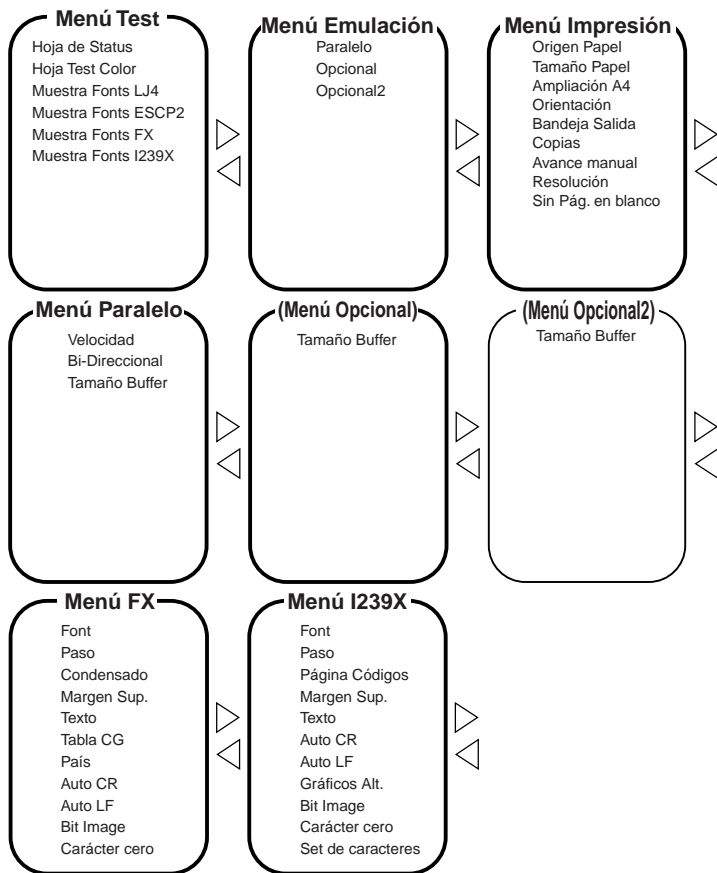 Menú Test
Hoja de Status
Hoja Test Color
Muestra Fonts LJ4
Muestra Fonts ESCP2
Muestra Fonts FX
Muestra Fonts I239X
Menú Emulación
Paralelo
Opcional
Opcional2
Menú Impresión
Origen Papel
Tamaño Papel
Ampliación A4
Orientación
Bandeja Salida
Copias
Avance manual
Resolución
Sin Pág. en blanco
Menú Paralelo
Velocidad
Bi-Direccional
Tamaño Buffer
(Menú Opcional)
Tamaño Buffer
(Menú Opcional2)
Tamaño Buffer
Menú FX
Font
Paso
Condensado
Margen Sup.
Texto
Tabla CG
País
Auto CR
Auto LF
Bit Image
Carácter cero
Menú I239X
Font
Paso
Página Códigos
Margen Sup.
Texto
Auto CR
Auto LF
Gráficos Alt.
Bit Image
Carácter cero
Set de caracteres